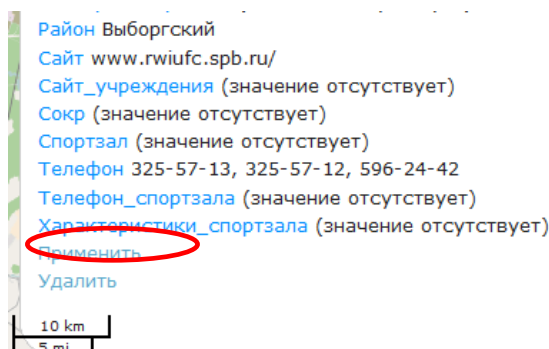 Район Выборгский
Сайт www.rwiufc.spb.ru/
Сайт_учреждения (значение отсутствует)
Сокр (значение отсутствует)
Спортзал (значение отсутствует)
Телефон 325-57-13, 325-57-12, 596-24-42
Телефон_спортзала (значение отсутствует)
Характеристики_спортзала (значение отсутствует)
Применить
Удалить
10 km
5 mi